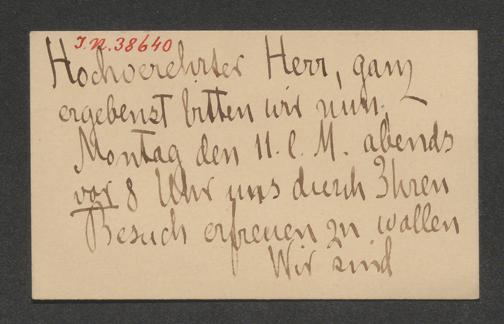 I.N. 38640
Hochverehrter Herr, ganz
ergebenst bitten wir nun
Montag den 11. l. M. abends
vor 8 Uhr uns durch Ihren
Besuch erfreuen zu wollen
Wir sind